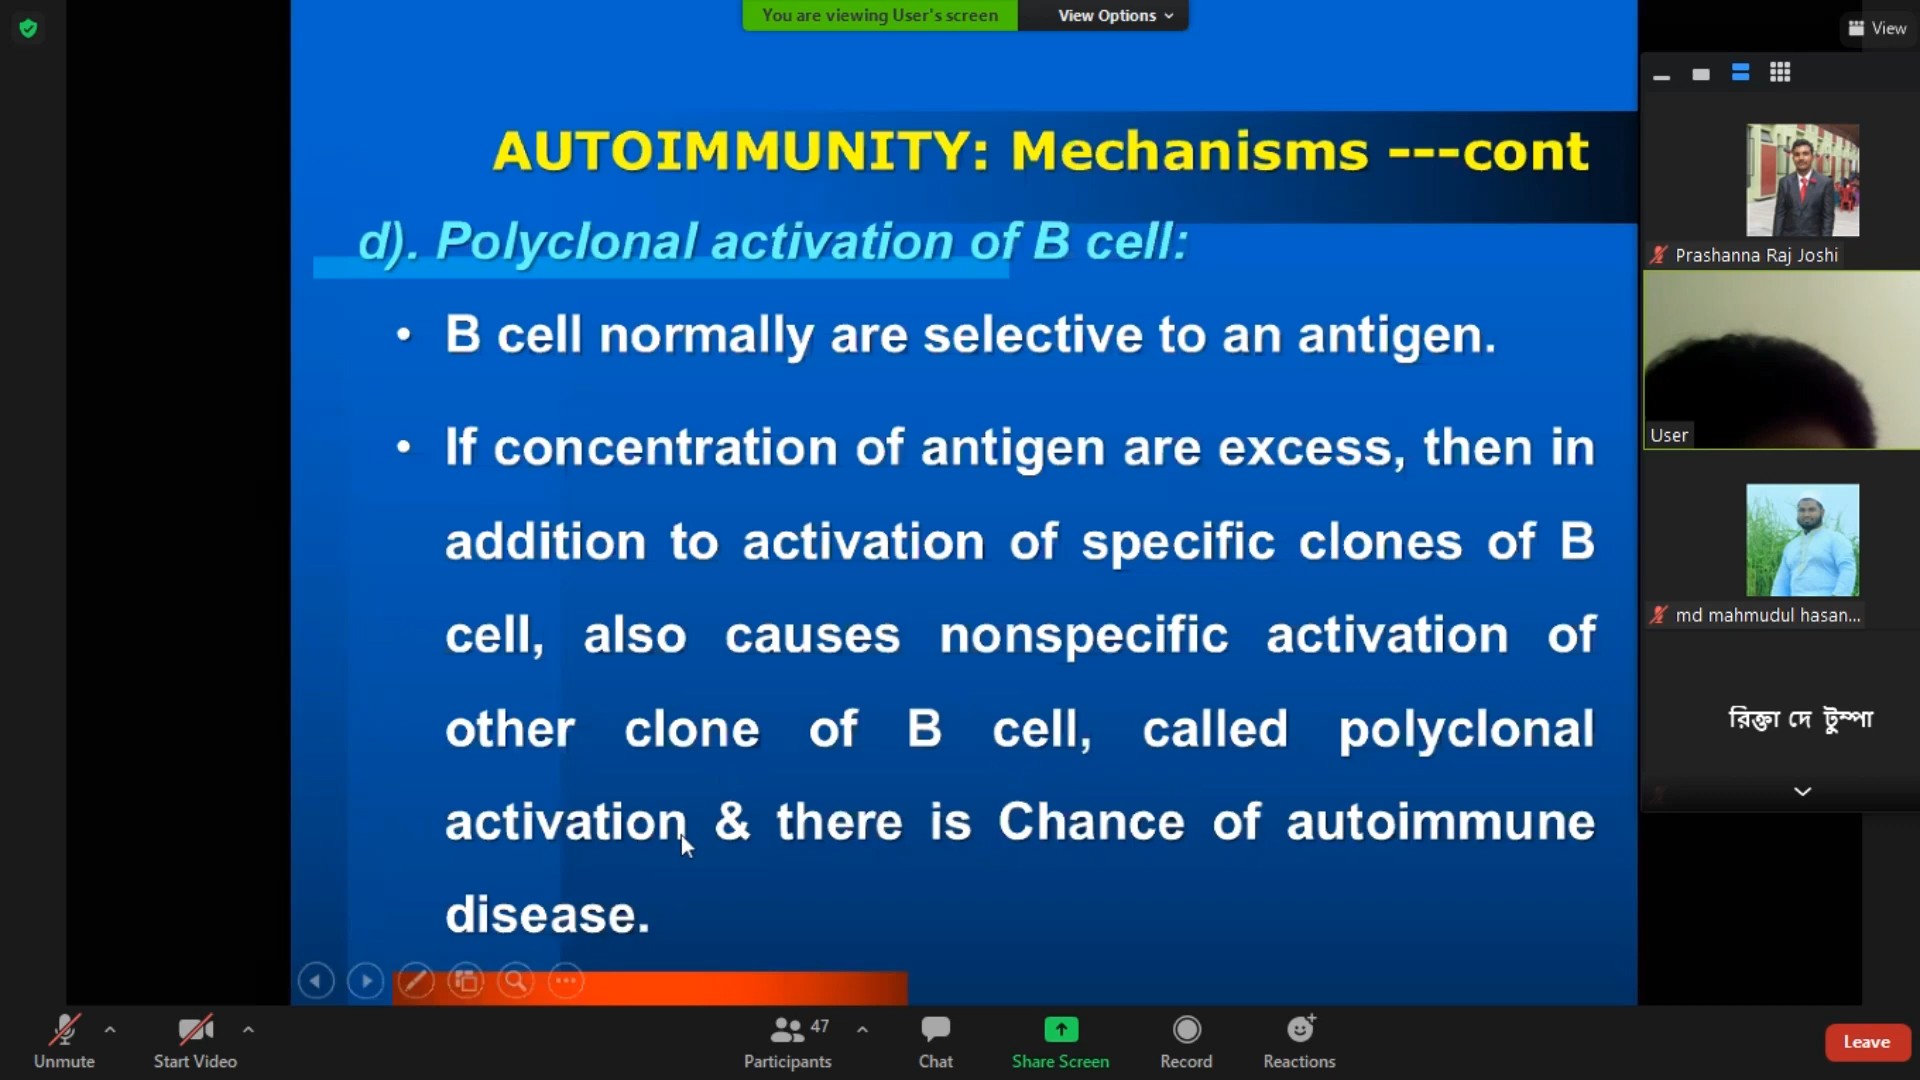 You are viewing User's screen
View Options
View
AUTOIMMUNITY: Mechanisms ---cont
d). Polyclonal activation of B cell:
• B cell normally are selective to an antigen.
• If concentration of antigen are excess, then in
addition to activation of specific clones of B
cell, also causes nonspecific activation of
other clone of B cell, called polyclonal
activation & there is Chance of autoimmune
disease.
Prashanna Raj Joshi
User
md mahmudul hasan...
রিক্তা দে টুম্পা
Unmute
Start Video
47
Participants
Chat
Share Screen
Record
Reactions
Leave